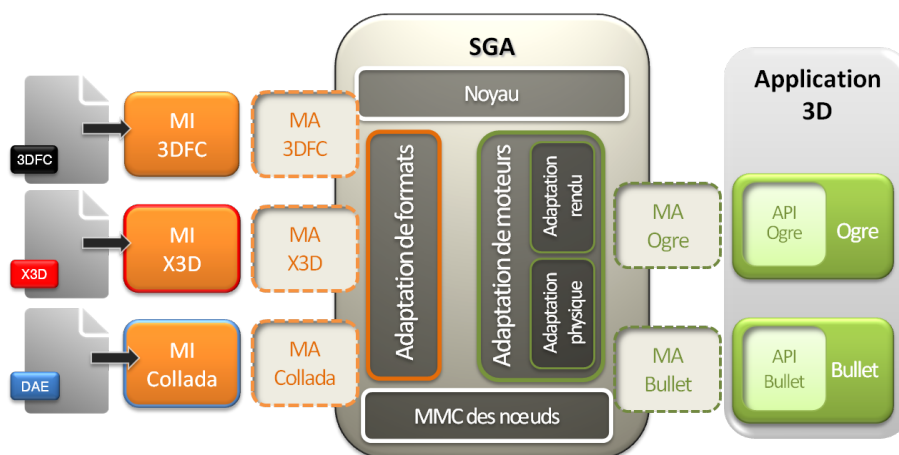 SGA
Noyau
Adaptation de formats
Adaptation de moteurs
Adaptation
rendu
Adaptation
physique
MMC des nœuds
3DFC
MI
3DFC
MA
3DFC
X3D
MI
X3D
MA
X3D
DAE
MI
Collada
MA
Collada
MA
Ogre
MA
Bullet
Application
3D
API
Ogre
Ogre
API
Bullet
Bullet